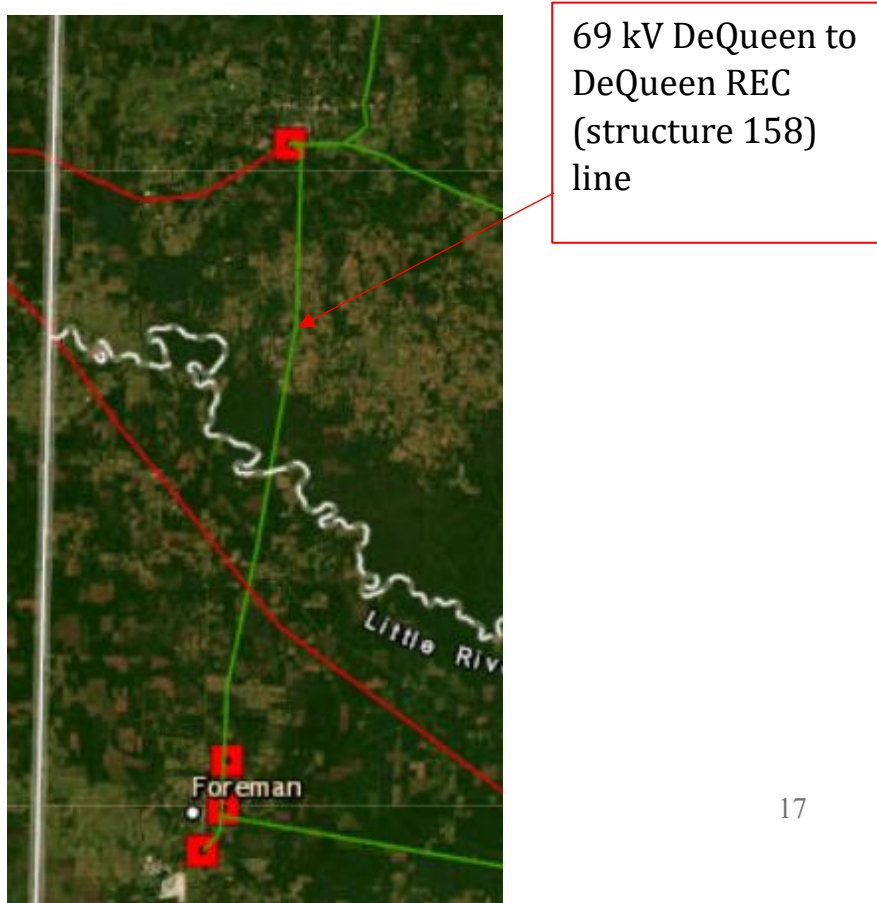 69 kV DeQueen to
DeQueen REC
(structure 158)
line
Little Riv
Foreman
17